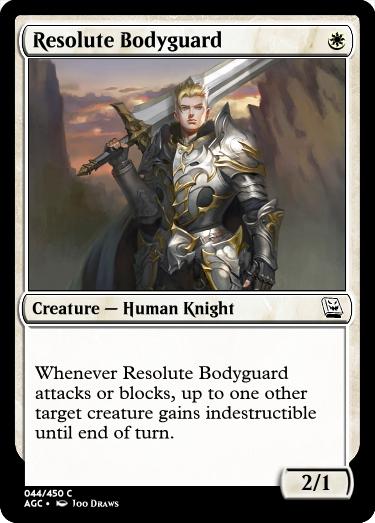 Resolute Bodyguard
Creature — Human Knight
Whenever Resolute Bodyguard
attacks or blocks, up to one other
target creature gains indestructible
until end of turn.
2/1
044/450 C
AGC • Joo Draws